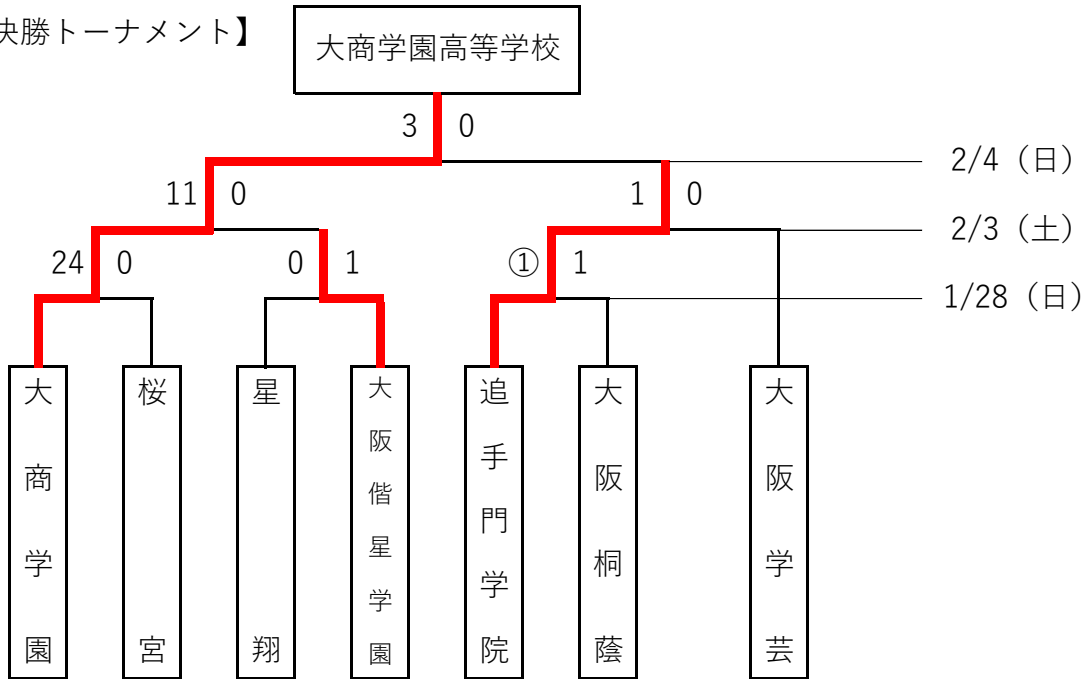 決勝トーナメント】
大商学園高等学校
3 0
2/4（日）
11 0 1 0
2/3（土）
24 0 0 1 ① 1
1/28（日）
大商学園
桜宮
星翔
大阪偕星学園
追手門学院
大阪桐蔭
大阪学芸